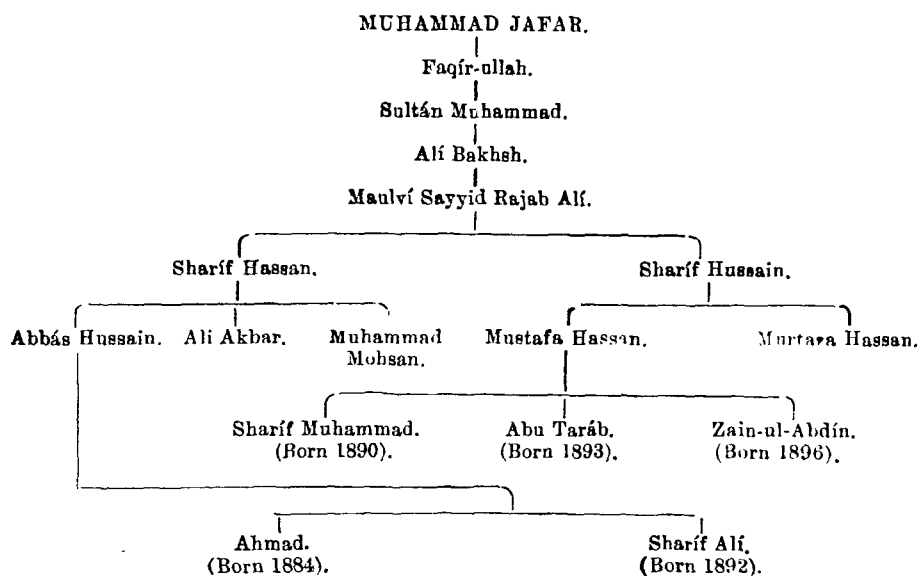 MUHAMMAD JAFAR.
Faqír-ullah.
Sultán Muhammad.
Alí Bakhsh.
Maulví Sayyid Rajab Alí.
Sharíf Hassan. Sharíf Hussain.
Abbás Hussain. Ali Akbar. Muhammad Mohsan. Mustafa Hassan. Murtaza Hassan.
Sharíf Muhammad. Abu Taráb. Zain-ul-Abdín.
(Born 1890). (Born 1893). (Born 1896).
Ahmad. Sharíf Alí.
(Born 1884). (Born 1892).